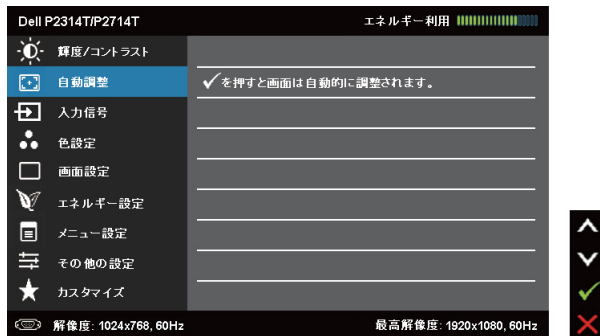 Dell P2314T/P2714T エネルギー利用
輝度/コントラスト
自動調整 ✓を押すと画面は自動的に調整されます。
入力信号
色設定
画面設定
エネルギー設定
メニュー設定
その他の設定
カスタマイズ
解像度: 1024x768, 60Hz 最高解像度: 1920x1080, 60Hz